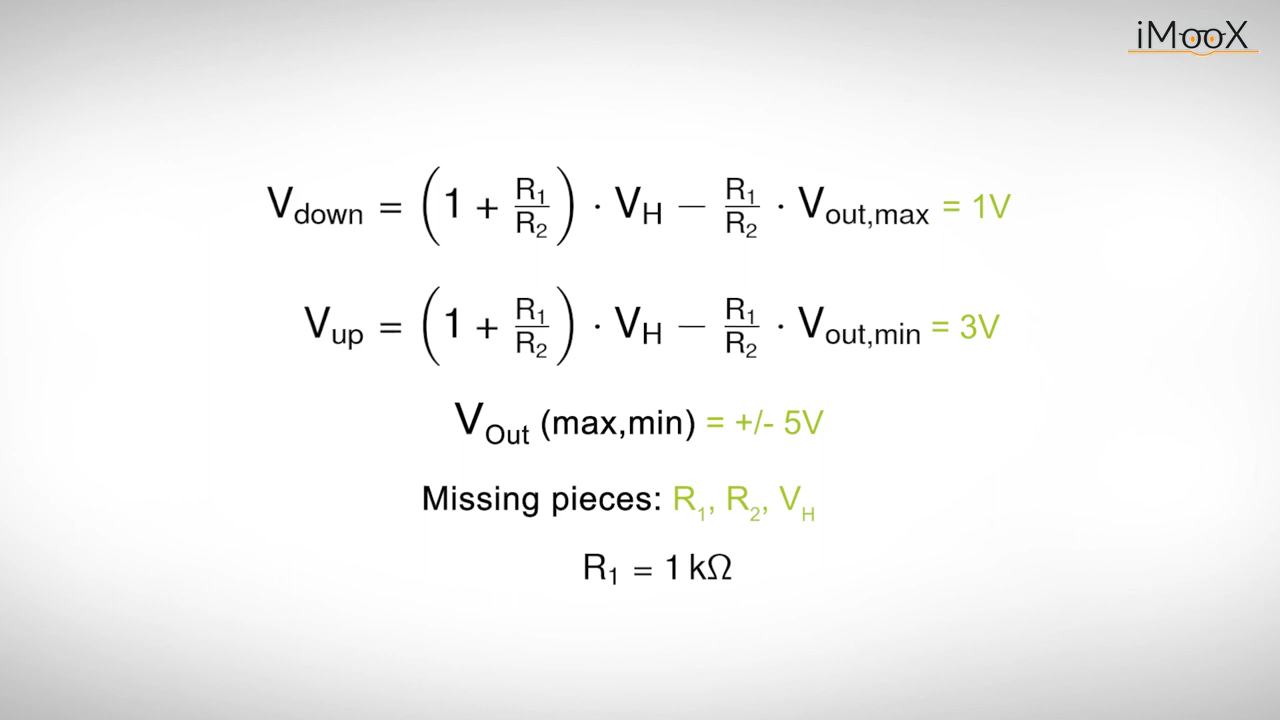 iMooX
V_down = (1 + R₁/R₂) · V_H − R₁/R₂ · V_out,max = 1V
V_up = (1 + R₁/R₂) · V_H − R₁/R₂ · V_out,min = 3V
V_Out (max,min) = +/- 5V
Missing pieces: R₁, R₂, V_H
R₁ = 1 kΩ